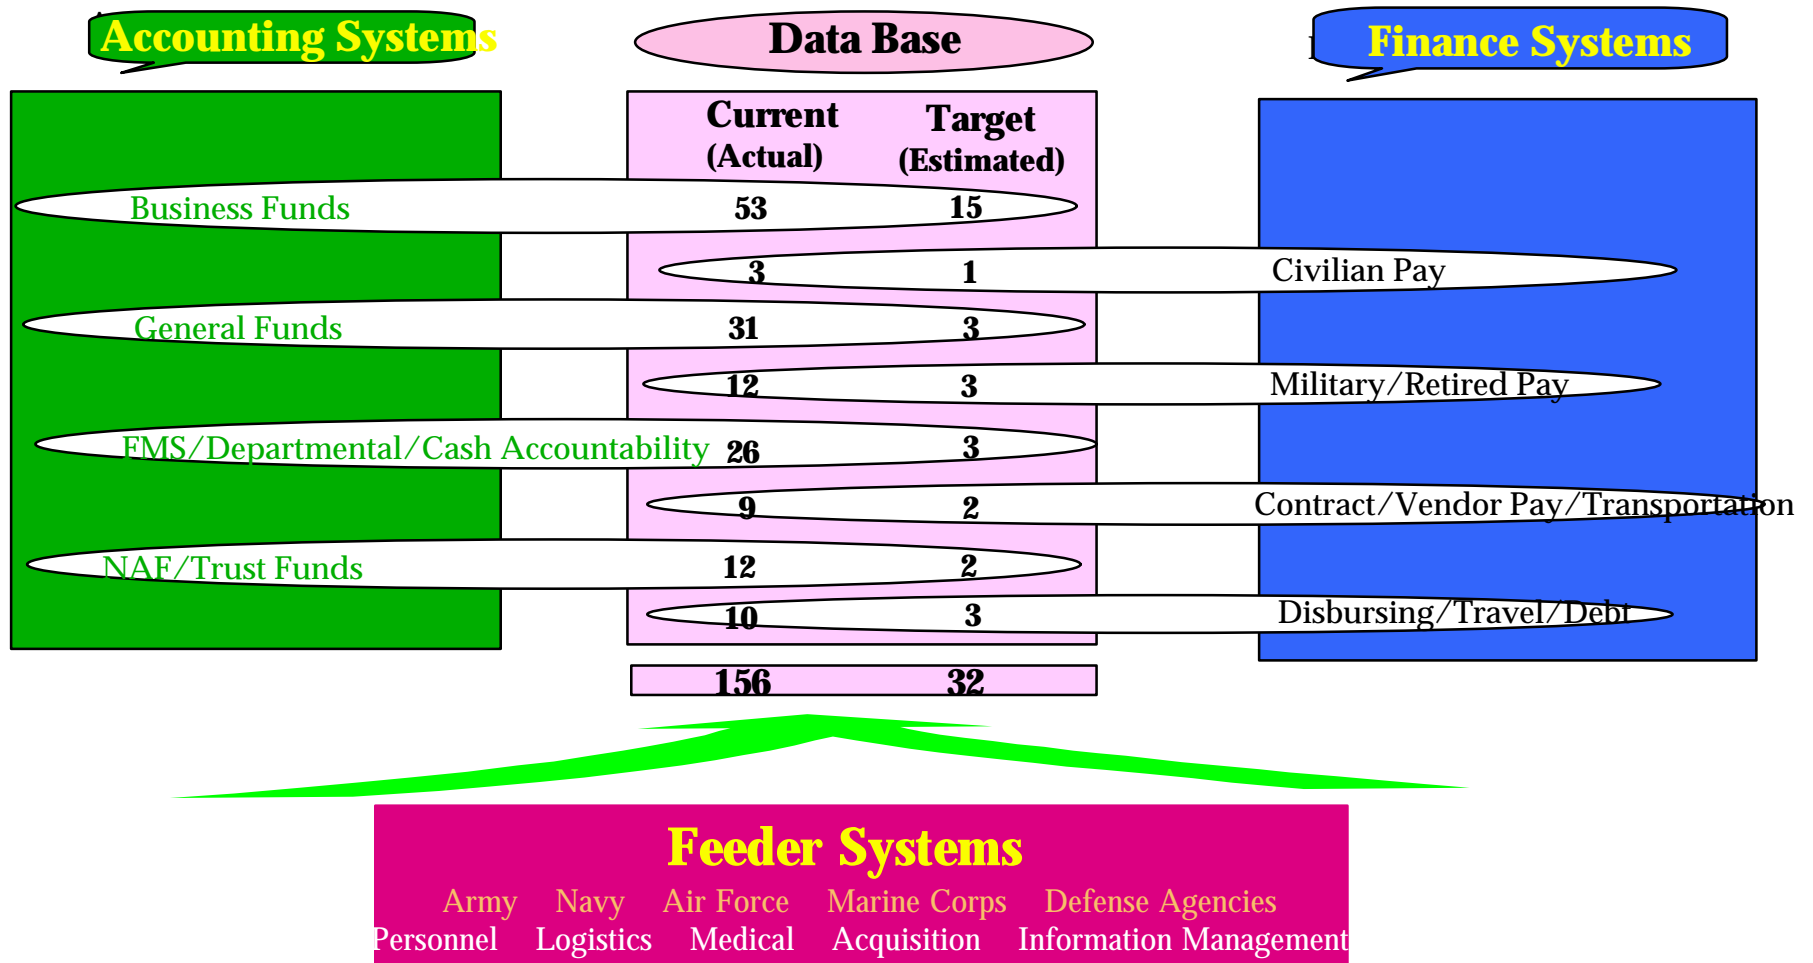 Accounting Systems
Data Base
Finance Systems
Current Target
(Actual) (Estimated)
Business Funds 53 15
3 1 Civilian Pay
General Funds 31 3
12 3 Military/Retired Pay
FMS/Departmental/Cash Accountability 26 3
9 2 Contract/Vendor Pay/Transportation
NAF/Trust Funds 12 2
10 3 Disbursing/Travel/Debt
156 32
Feeder Systems
Army Navy Air Force Marine Corps Defense Agencies
Personnel Logistics Medical Acquisition Information Management